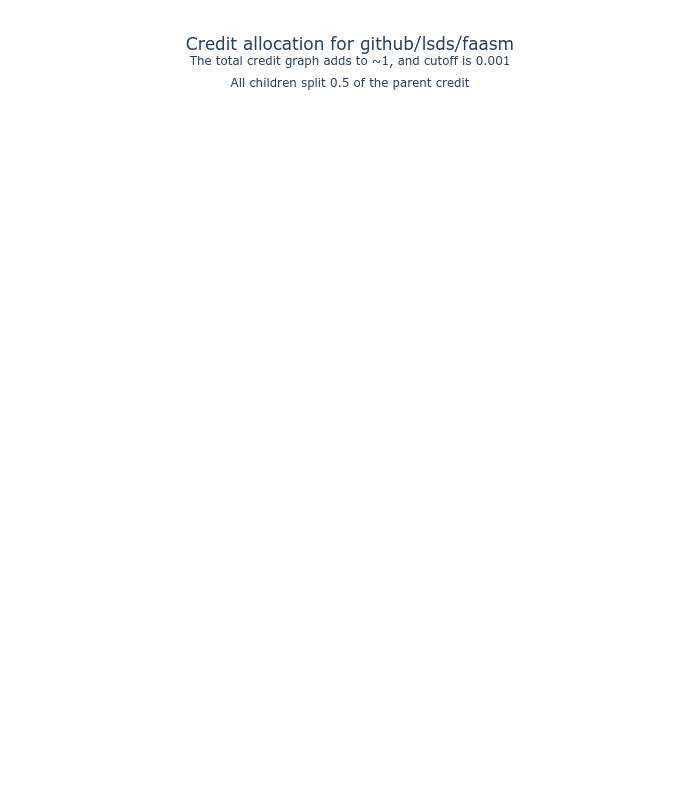 Credit allocation for github/lsds/faasm
The total credit graph adds to ~1, and cutoff is 0.001
All children split 0.5 of the parent credit